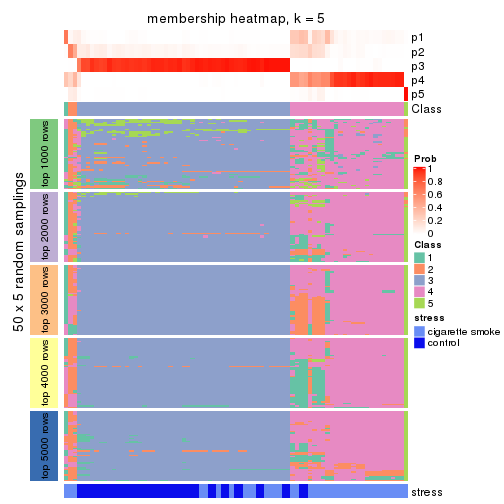 membership heatmap, k = 5
p1
p2
p3
p4
p5
Class
50 x 5 random samplings
top 1000 rows
top 2000 rows
top 3000 rows
top 4000 rows
top 5000 rows
stress
Prob
0.8
0.6
0.4
0.2
0
Class
1
2
3
4
5
stress
cigarette smoke
control